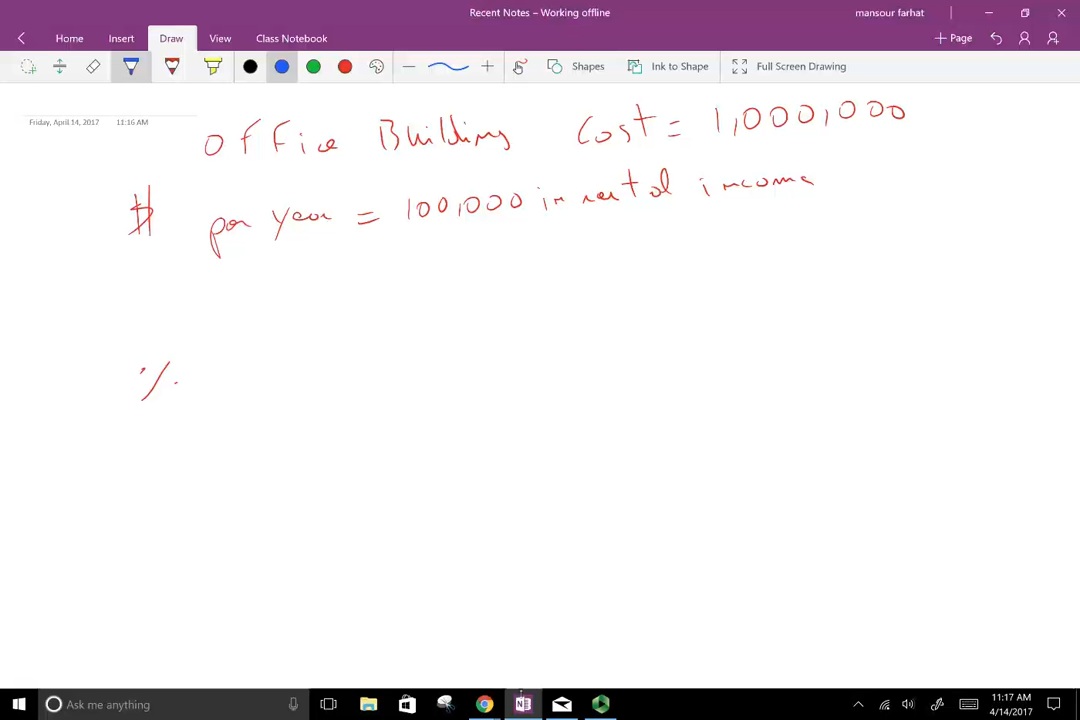 Recent Notes – Working offline
mansour farhat
Home Insert Draw View Class Notebook
Page
Shapes Ink to Shape Full Screen Drawing
Friday, April 14, 2017 11:16 AM
Office Building Cost = 1,0000,000
$ per year = 100,000 in rental income
%
Ask me anything
11:17 AM
4/14/2017